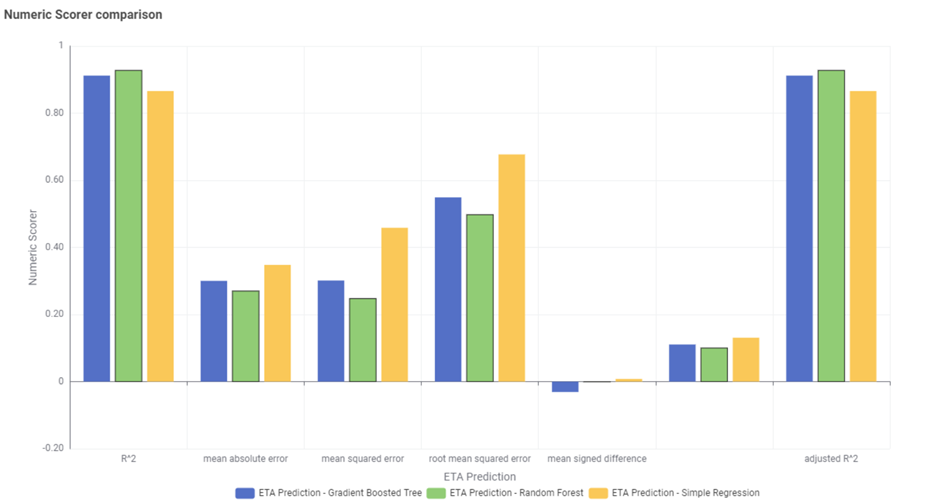 Numeric Scorer comparison
1
0.80
0.60
0.40
0.20
0
-0.20
Numeric Scorer
R^2 mean absolute error mean squared error root mean squared error mean signed difference adjusted R^2
ETA Prediction
ETA Prediction - Gradient Boosted Tree ETA Prediction - Random Forest ETA Prediction - Simple Regression